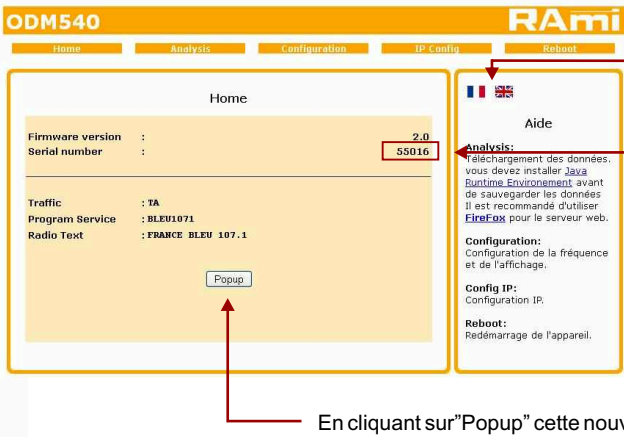 ODM540
RAmi
Home Analysis Configuration IP Config Reboot
Home
Firmware version : 2.0
Serial number : 55016
Traffic : TA
Program Service : BLEU1071
Radio Text : FRANCE BLEU 107.1
Popup
Aide
Analysis:
Téléchargement des données.
vous devez installer Java
Runtime Environement avant
de sauvegarder les données
Il est recommandé d'utiliser
FireFox pour le serveur web.
Configuration:
Configuration de la fréquence
et de l'affichage.
Config IP:
Configuration IP.
Reboot:
Redémarrage de l'appareil.
En cliquant sur"Popup" cette nouv